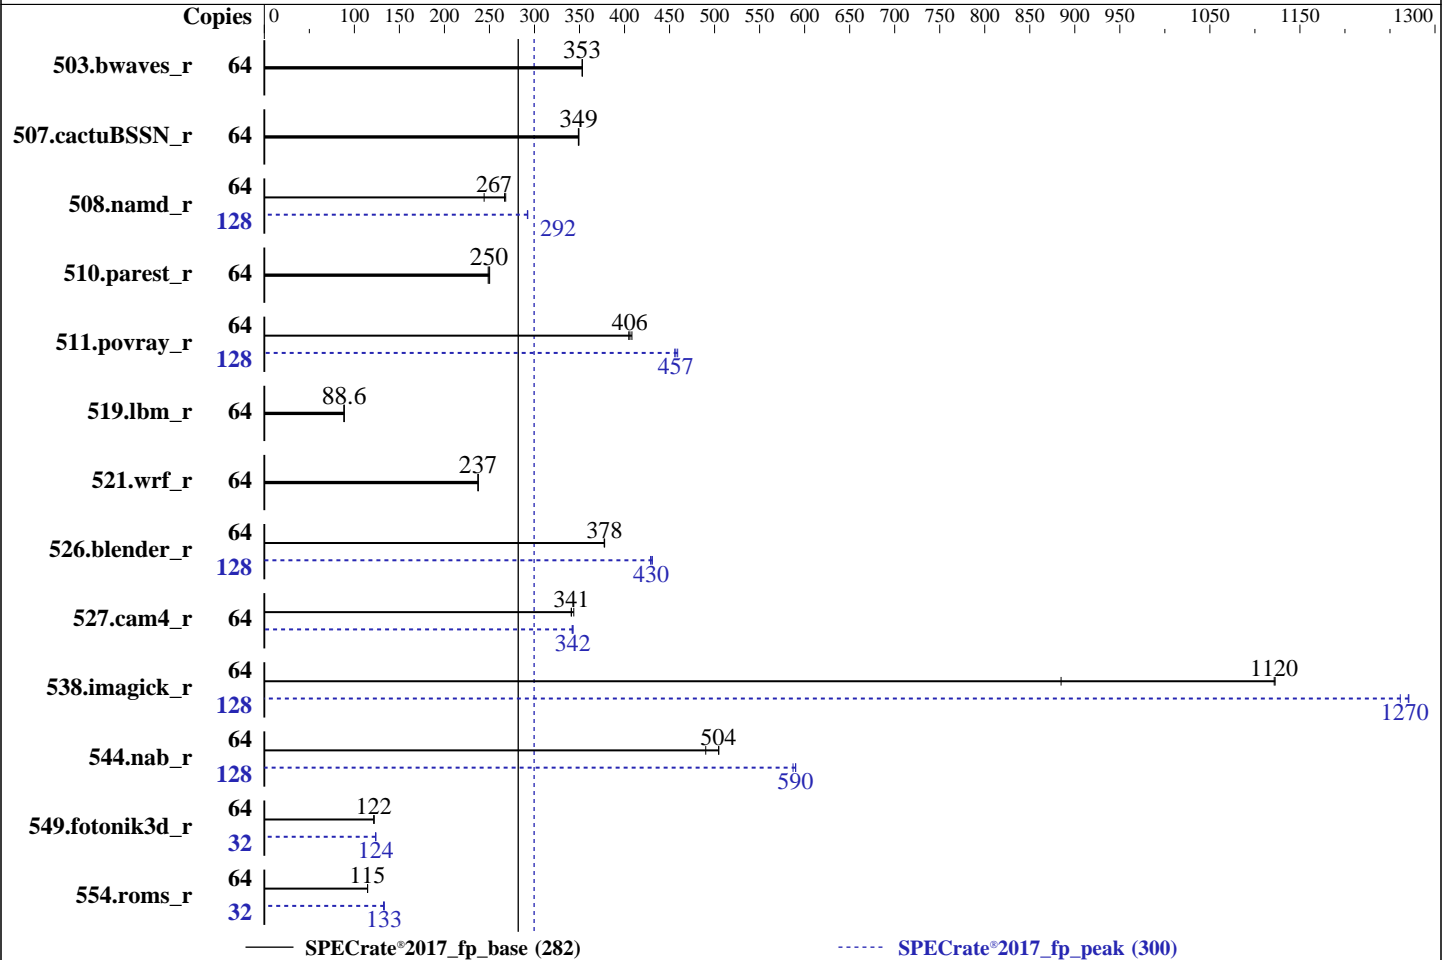 Copies 0 100 150 200 250 300 350 400 450 500 550 600 650 700 750 800 850 900 950 1050 1150 1300
503.bwaves_r 64 353
507.cactuBSSN_r 64 349
508.namd_r 64 267
128 292
510.parest_r 64 250
511.povray_r 64 406
128 457
519.lbm_r 64 88.6
521.wrf_r 64 237
526.blender_r 64 378
128 430
527.cam4_r 64 341
342
538.imagick_r 64 1120
128 1270
544.nab_r 64 504
128 590
549.fotonik3d_r 64 122
32 124
554.roms_r 64 115
32 133
SPECrate®2017_fp_base (282) SPECrate®2017_fp_peak (300)